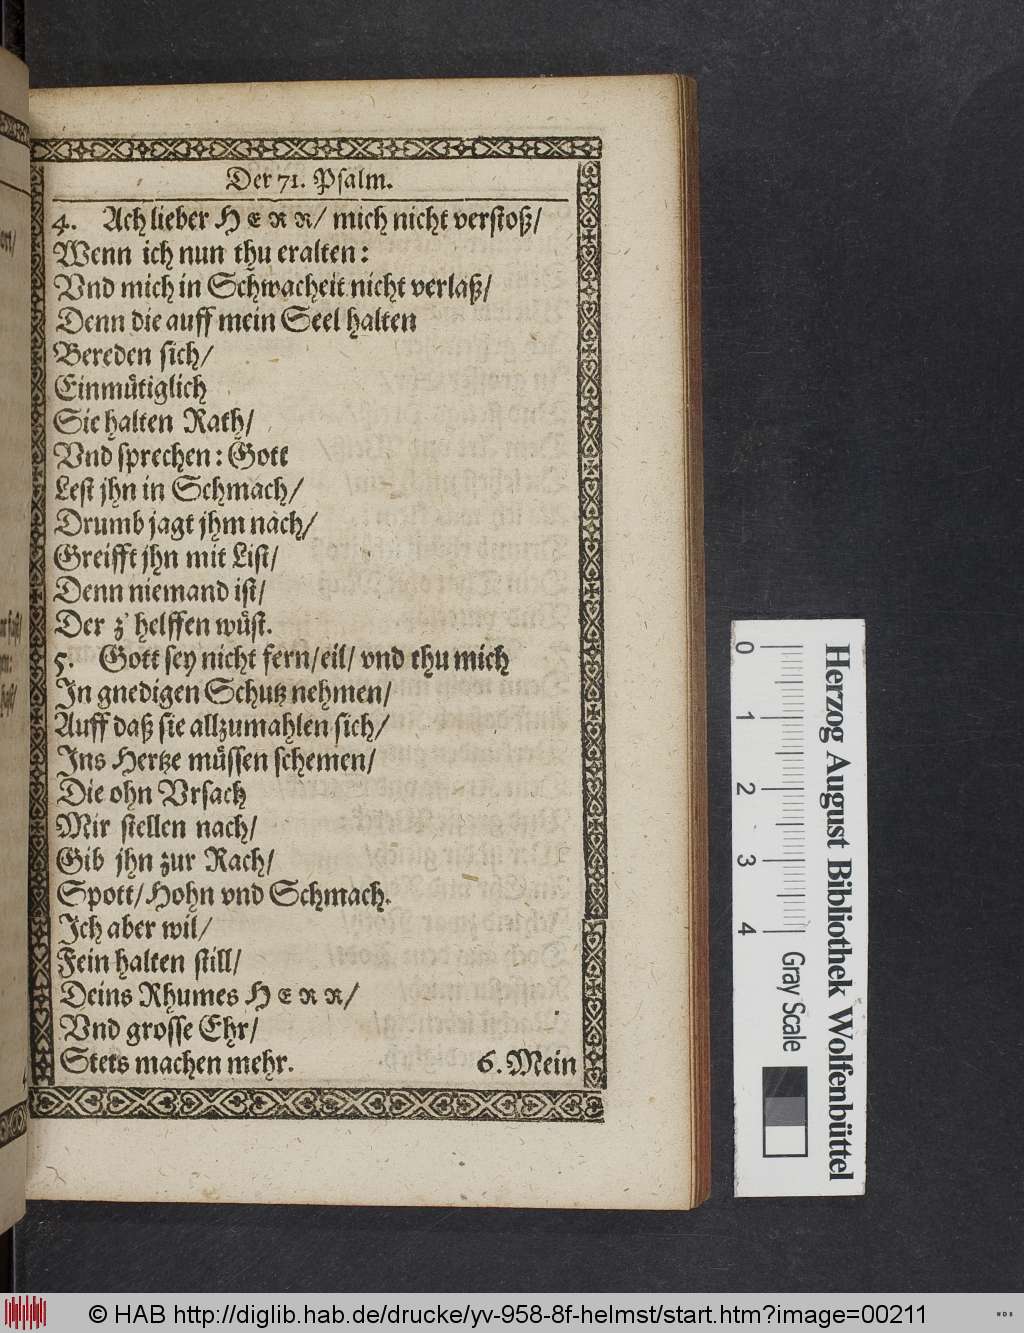 Der 71. Psalm.
4. Ach lieber HERR/ mich nicht verstoß/
Wenn ich nun thu eralten:
Vnd mich in Schwacheit nicht verlaß/
Denn die auff mein Seel halten
Bereden sich/
Einmütiglich
Sie halten Rath/
Vnd sprechen: Gott
Lest jhn in Schmach/
Drumb jagt jhm nach/
Greifft jhn mit List/
Denn niemand ist/
Der z' helffen wüst.
5. Gott sey nicht fern/eil/ vnd thu mich
In gnedigen Schutz nehmen/
Auff daß sie allzumahlen sich/
Ins Hertze müssen schemen/
Die ohn Vrsach
Mir stellen nach/
Gib jhn zur Rach/
Spott/Hohn vnd Schmach.
Ich aber wil/
Fein halten still/
Deins Rhumes HERR/
Vnd grosse Ehr/
Stets machen mehr.
6. Mein
Herzog August Bibliothek Wolfenbüttel
0 1 2 3 4
Gray Scale
© HAB http://diglib.hab.de/drucke/yv-958-8f-helmst/start.htm?image=00211